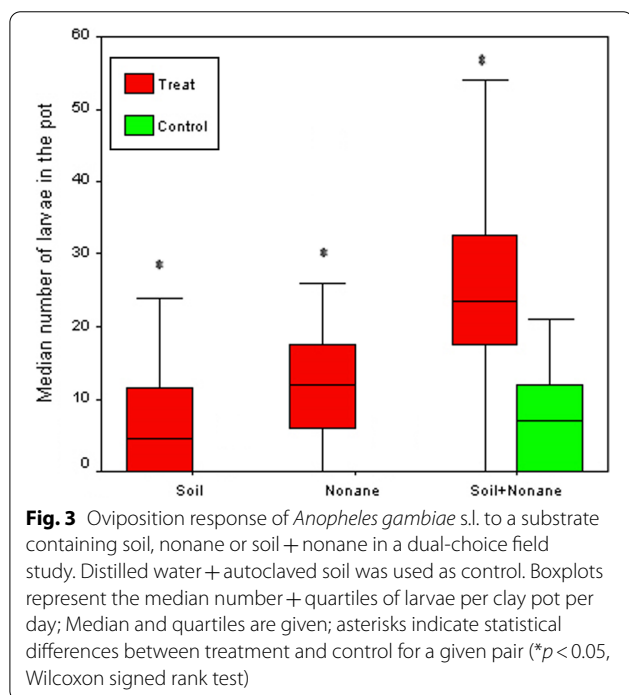 60
50
40
30
20
10
0
Median number of larvae in the pot
Treat
Control
*
*
*
Soil
Nonane
Soil+Nonane
Fig. 3 Oviposition response of Anopheles gambiae s.l. to a substrate
containing soil, nonane or soil + nonane in a dual-choice field
study. Distilled water + autoclaved soil was used as control. Boxplots
represent the median number + quartiles of larvae per clay pot per
day; Median and quartiles are given; asterisks indicate statistical
differences between treatment and control for a given pair (*p < 0.05,
Wilcoxon signed rank test)